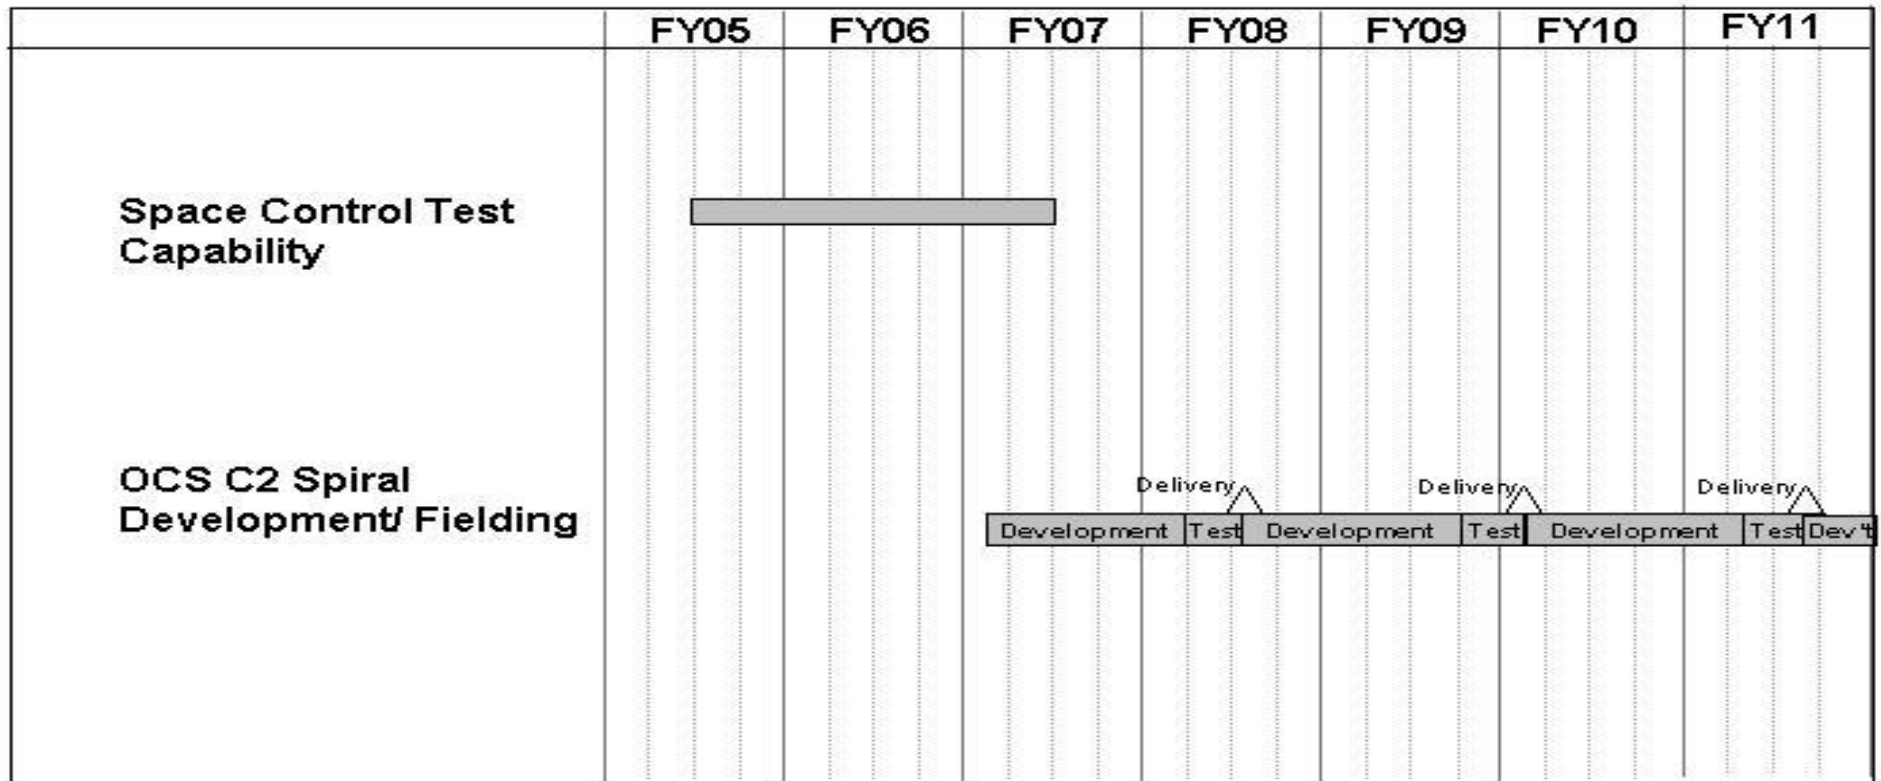 FY05 FY06 FY07 FY08 FY09 FY10 FY11
Space Control Test
Capability
OCS C2 Spiral
Development/ Fielding
Delivery Delivery Delivery
Development Test Development Test Development Test Dev't